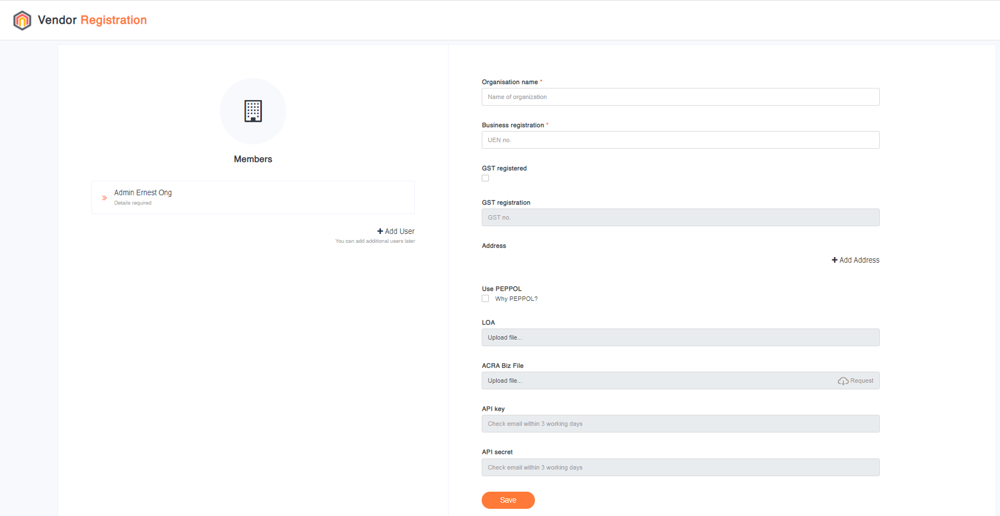 Vendor Registration
Members
Admin Ernest Ong
Details required
Add User
You can add additional users later
Organisation name *
Name of organization
Business registration *
UEN no.
GST registered
GST registration
GST no.
Address
Add Address
Use PEPPOL
Why PEPPOL?
LOA
Upload file...
ACRA Biz File
Upload file...
Request
API key
Check email within 3 working days
API secret
Check email within 3 working days
Save